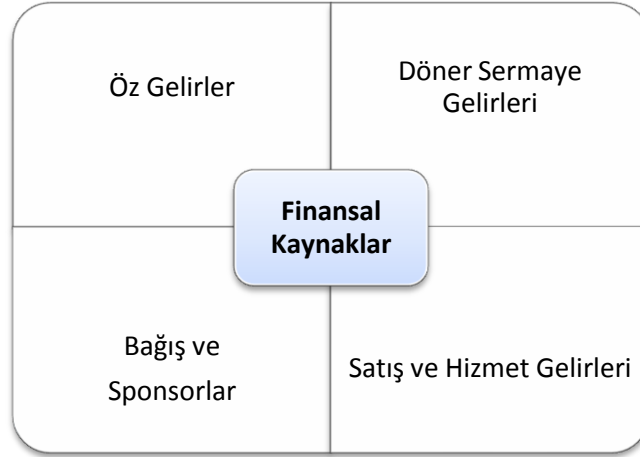 Öz Gelirler
Döner Sermaye
Gelirleri
Finansal
Kaynaklar
Bağış ve
Sponsorlar
Satış ve Hizmet Gelirleri